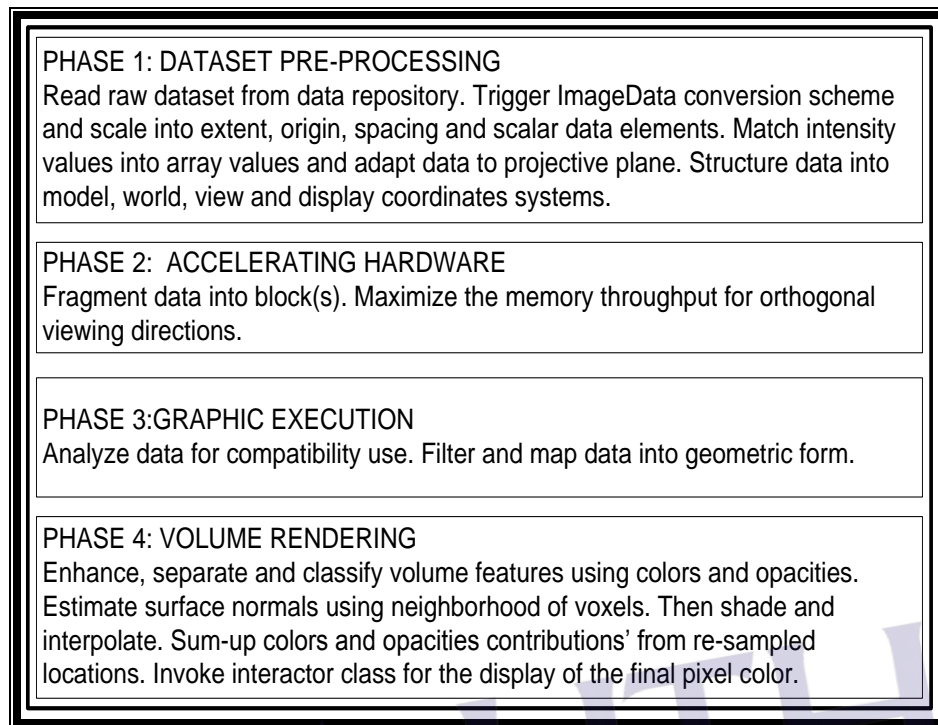 PHASE 1: DATASET PRE-PROCESSING
Read raw dataset from data repository. Trigger ImageData conversion scheme
and scale into extent, origin, spacing and scalar data elements. Match intensity
values into array values and adapt data to projective plane. Structure data into
model, world, view and display coordinates systems.
PHASE 2:  ACCELERATING HARDWARE
Fragment data into block(s). Maximize the memory throughput for orthogonal
viewing directions.
PHASE 3:GRAPHIC EXECUTION
Analyze data for compatibility use. Filter and map data into geometric form.
PHASE 4: VOLUME RENDERING
Enhance, separate and classify volume features using colors and opacities.
Estimate surface normals using neighborhood of voxels. Then shade and
interpolate. Sum-up colors and opacities contributions’ from re-sampled
locations. Invoke interactor class for the display of the final pixel color.